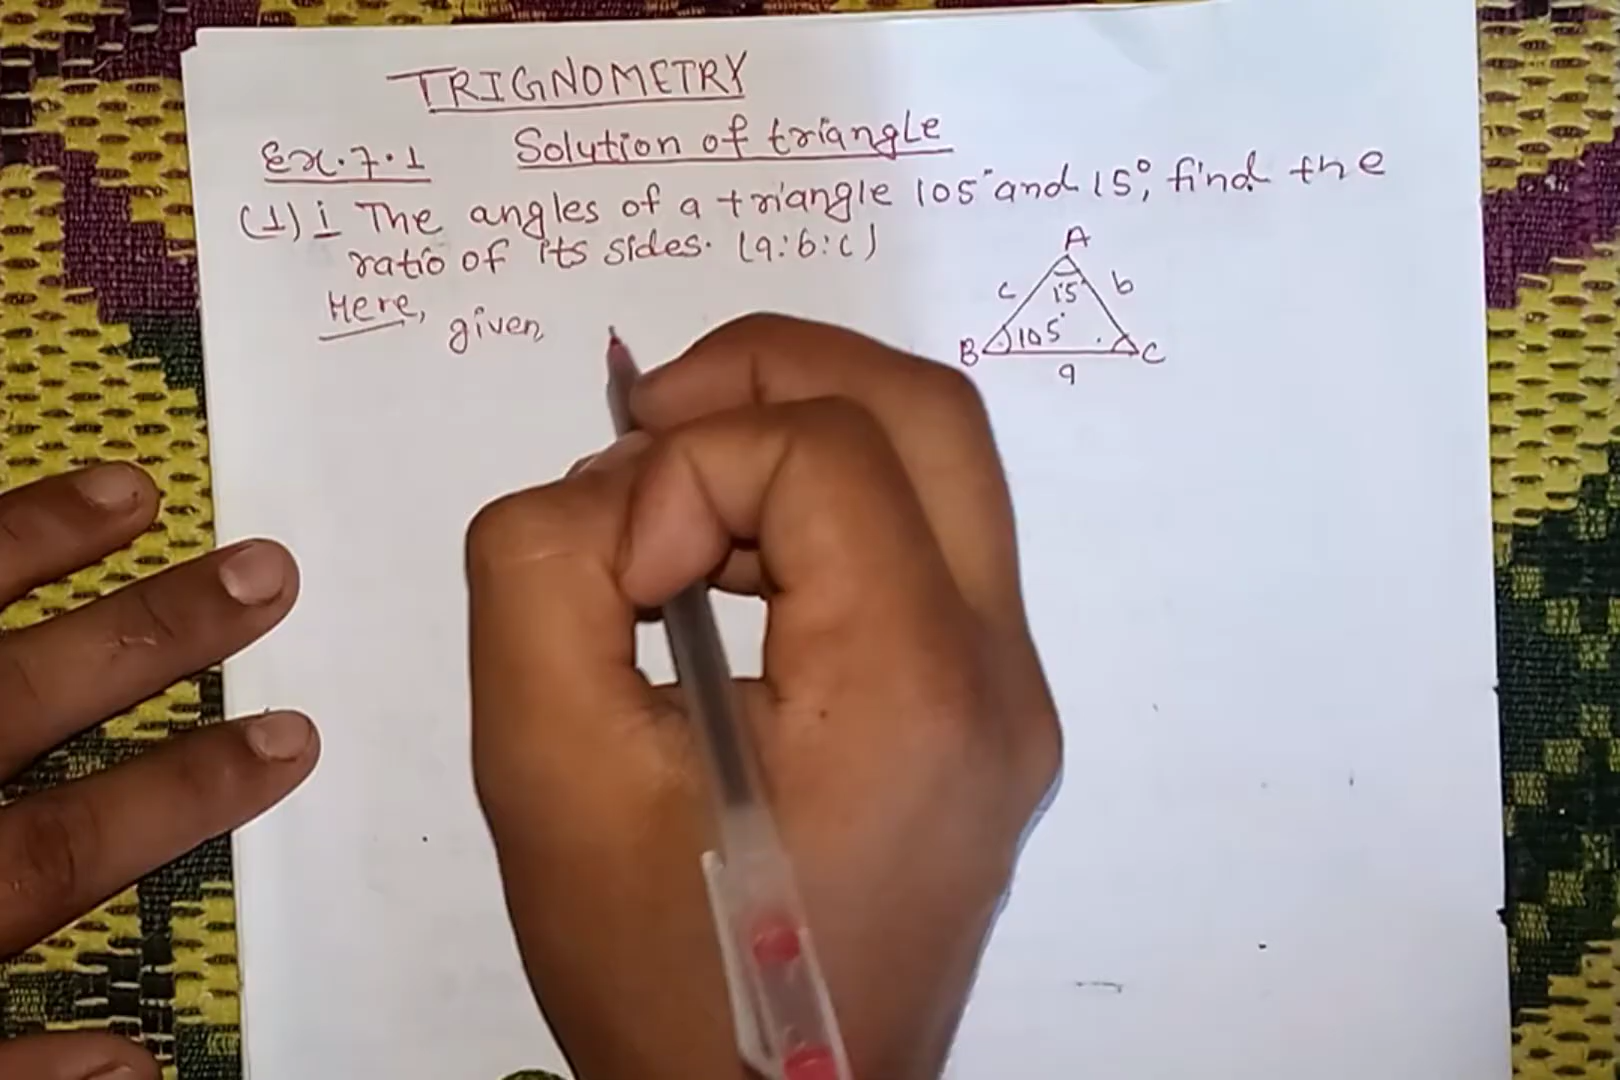 TRIGNOMETRY
Ex.7.1 Solution of triangle
(1) i The angles of a triangle 105° and 15°, find the
ratio of its sides. (a:b:c)
Here, given,
A
c 15° b
B 105° C
a